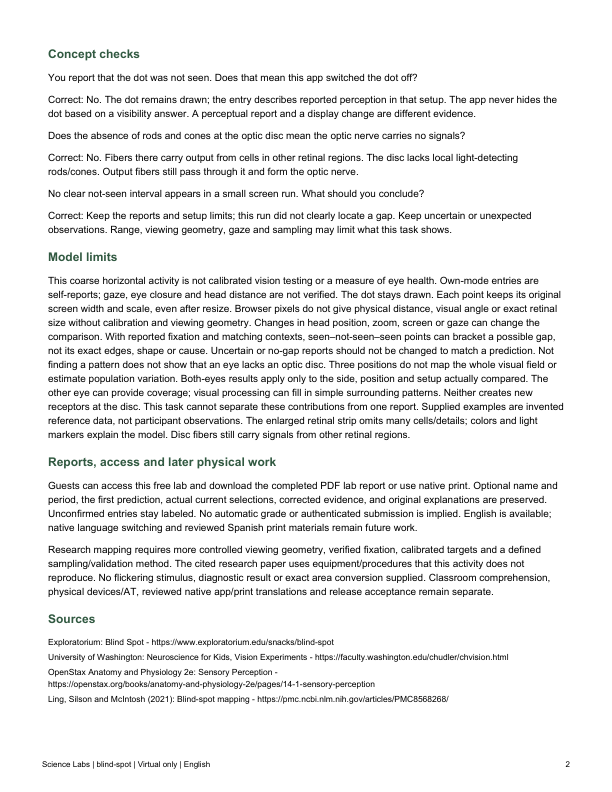 Concept checks
You report that the dot was not seen. Does that mean this app switched the dot off?
Correct: No. The dot remains drawn; the entry describes reported perception in that setup. The app never hides the
dot based on a visibility answer. A perceptual report and a display change are different evidence.
Does the absence of rods and cones at the optic disc mean the optic nerve carries no signals?
Correct: No. Fibers there carry output from cells in other retinal regions. The disc lacks local light-detecting
rods/cones. Output fibers still pass through it and form the optic nerve.
No clear not-seen interval appears in a small screen run. What should you conclude?
Correct: Keep the reports and setup limits; this run did not clearly locate a gap. Keep uncertain or unexpected
observations. Range, viewing geometry, gaze and sampling may limit what this task shows.
Model limits
This coarse horizontal activity is not calibrated vision testing or a measure of eye health. Own-mode entries are
self-reports; gaze, eye closure and head distance are not verified. The dot stays drawn. Each point keeps its original
screen width and scale, even after resize. Browser pixels do not give physical distance, visual angle or exact retinal
size without calibration and viewing geometry. Changes in head position, zoom, screen or gaze can change the
comparison. With reported fixation and matching contexts, seen–not-seen–seen points can bracket a possible gap,
not its exact edges, shape or cause. Uncertain or no-gap reports should not be changed to match a prediction. Not
finding a pattern does not show that an eye lacks an optic disc. Three positions do not map the whole visual field or
estimate population variation. Both-eyes results apply only to the side, position and setup actually compared. The
other eye can provide coverage; visual processing can fill in simple surrounding patterns. Neither creates new
receptors at the disc. This task cannot separate these contributions from one report. Supplied examples are invented
reference data, not participant observations. The enlarged retinal strip omits many cells/details; colors and light
markers explain the model. Disc fibers still carry signals from other retinal regions.
Reports, access and later physical work
Guests can access this free lab and download the completed PDF lab report or use native print. Optional name and
period, the first prediction, actual current selections, corrected evidence, and original explanations are preserved.
Unconfirmed entries stay labeled. No automatic grade or authenticated submission is implied. English is available;
native language switching and reviewed Spanish print materials remain future work.
Research mapping requires more controlled viewing geometry, verified fixation, calibrated targets and a defined
sampling/validation method. The cited research paper uses equipment/procedures that this activity does not
reproduce. No flickering stimulus, diagnostic result or exact area conversion supplied. Classroom comprehension,
physical devices/AT, reviewed native app/print translations and release acceptance remain separate.
Sources
Exploratorium: Blind Spot - https://www.exploratorium.edu/snacks/blind-spot
University of Washington: Neuroscience for Kids, Vision Experiments - https://faculty.washington.edu/chudler/chvision.html
OpenStax Anatomy and Physiology 2e: Sensory Perception -
https://openstax.org/books/anatomy-and-physiology-2e/pages/14-1-sensory-perception
Ling, Silson and McIntosh (2021): Blind-spot mapping - https://pmc.ncbi.nlm.nih.gov/articles/PMC8568268/
Science Labs | blind-spot | Virtual only | English
2